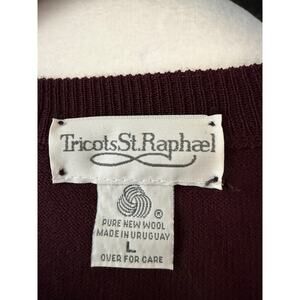 Tricots St. Raphael
®
PURE NEW WOOL
MADE IN URUGUAY
L
OVER FOR CARE